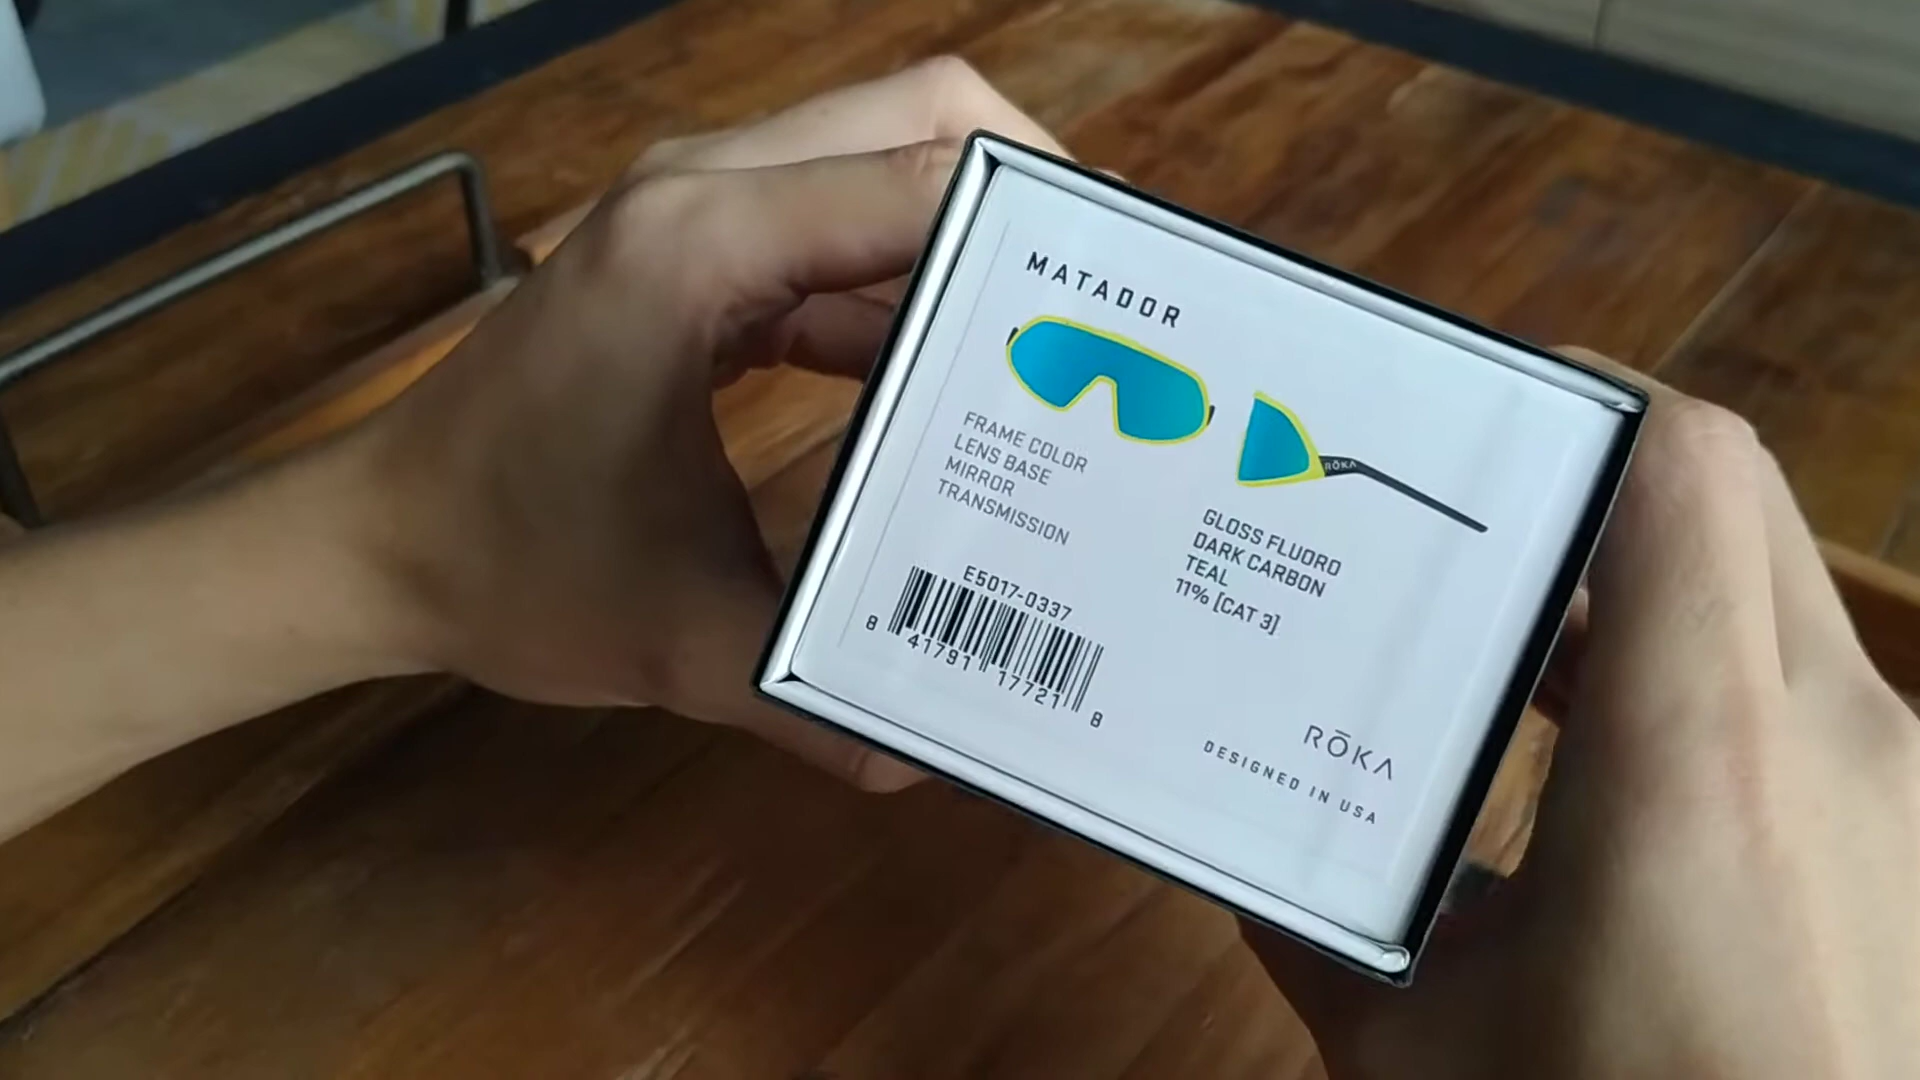 MATADOR
RŌKA
FRAME COLOR
LENS BASE
MIRROR
TRANSMISSION
GLOSS FLUORO
DARK CARBON
TEAL
11% [CAT 3]
E5017-0337
8 41791 17721 8
RŌKA
DESIGNED IN USA